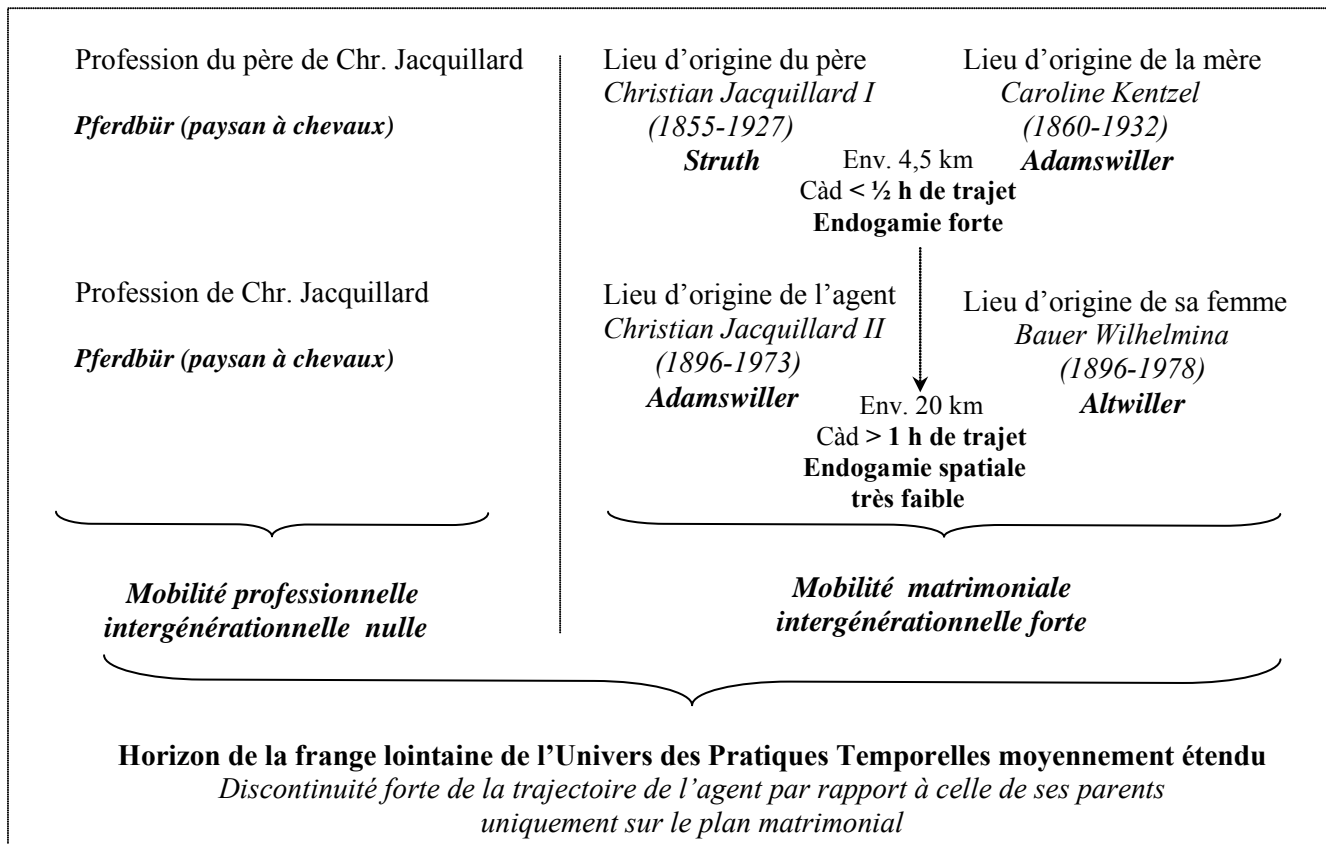 Profession du père de Chr. Jacquillard
Pferdbür (paysan à chevaux)
Lieu d’origine du père
Christian Jacquillard I
(1855-1927)
Struth
Lieu d’origine de la mère
Caroline Kentzel
(1860-1932)
Adamswiller
Env. 4,5 km
Càd < ½ h de trajet
Endogamie forte
Profession de Chr. Jacquillard
Pferdbür (paysan à chevaux)
Lieu d’origine de l’agent
Christian Jacquillard II
(1896-1973)
Adamswiller
Lieu d’origine de sa femme
Bauer Wilhelmina
(1896-1978)
Altwiller
Env. 20 km
Càd > 1 h de trajet
Endogamie spatiale
très faible
Mobilité professionnelle
intergénérationnelle nulle
Mobilité matrimoniale
intergénérationnelle forte
Horizon de la frange lointaine de l’Univers des Pratiques Temporelles moyennement étendu
Discontinuité forte de la trajectoire de l’agent par rapport à celle de ses parents
uniquement sur le plan matrimonial